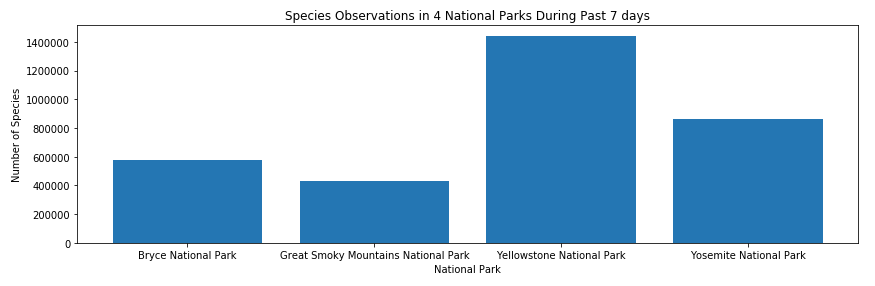 Species Observations in 4 National Parks During Past 7 days
Number of Species
1400000
1200000
1000000
800000
600000
400000
200000
0
Bryce National Park
Great Smoky Mountains National Park
Yellowstone National Park
Yosemite National Park
National Park